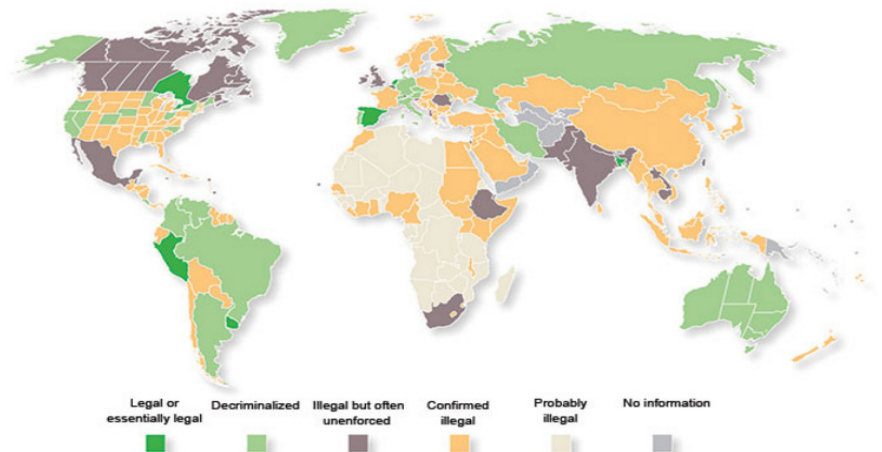 Legal or
essentially legal
Decriminalized
Illegal but often
unenforced
Confirmed
illegal
Probably
illegal
No information